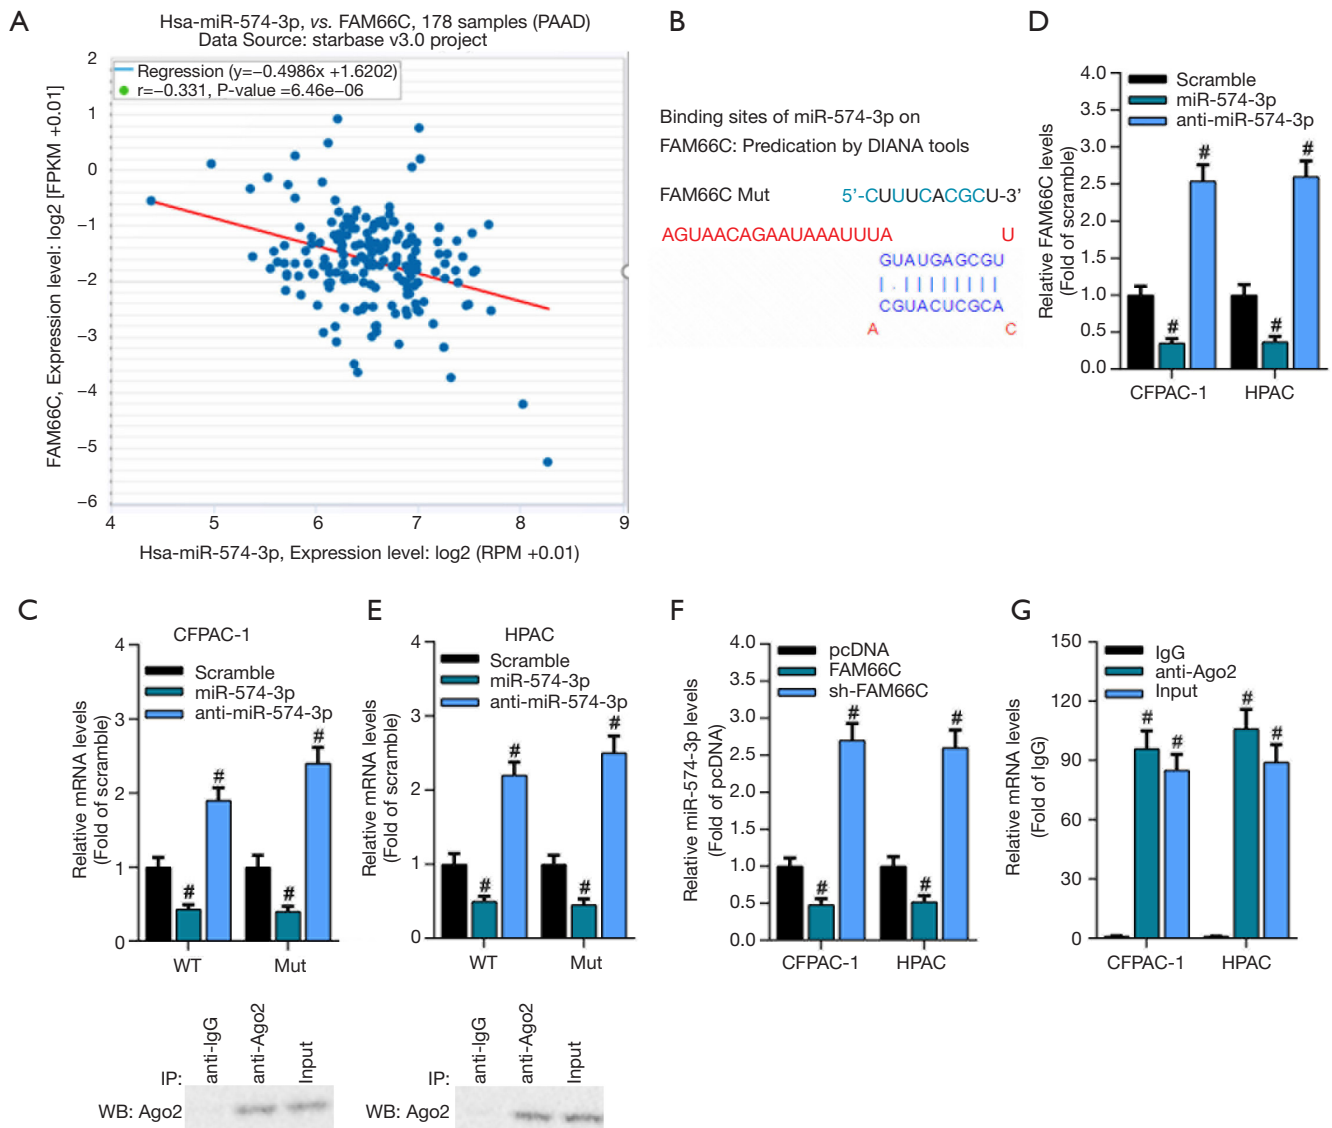 A
Hsa-miR-574-3p, vs. FAM66C, 178 samples (PAAD)
Data Source: starbase v3.0 project
Regression (y=−0.4986x +1.6202)
r=−0.331, P-value =6.46e−06
FAM66C, Expression level: log2 [FPKM +0.01]
2
1
0
−1
−2
−3
−4
−5
−6
4 5 6 7 8 9
Hsa-miR-574-3p, Expression level: log2 (RPM +0.01)
B
Binding sites of miR-574-3p on
FAM66C: Predication by DIANA tools
FAM66C Mut 5'-CUUUCACGCU-3'
AGUAACAGAAUAAAUUUA U
GUAUGAGCGU
CGUACUCGCA
A C
D
Relative FAM66C levels
(Fold of scramble)
4.0
3.5
3.0
2.5
2.0
1.5
1.0
0.5
0.0
Scramble
miR-574-3p
anti-miR-574-3p
# # # #
CFPAC-1 HPAC
C
CFPAC-1
Relative mRNA levels
(Fold of scramble)
4
3
2
1
0
Scramble
miR-574-3p
anti-miR-574-3p
# # # #
WT Mut
IP: anti-IgG anti-Ago2 Input
WB: Ago2
E
HPAC
Relative mRNA levels
(Fold of scramble)
4
3
2
1
0
Scramble
miR-574-3p
anti-miR-574-3p
# # # #
WT Mut
IP: anti-IgG anti-Ago2 Input
WB: Ago2
F
Relative miR-574-3p levels
(Fold of pcDNA)
4.0
3.5
3.0
2.5
2.0
1.5
1.0
0.5
0.0
pcDNA
FAM66C
sh-FAM66C
# # # #
CFPAC-1 HPAC
G
Relative mRNA levels
(Fold of IgG)
150
120
90
60
30
0
IgG
anti-Ago2
Input
# # # #
CFPAC-1 HPAC